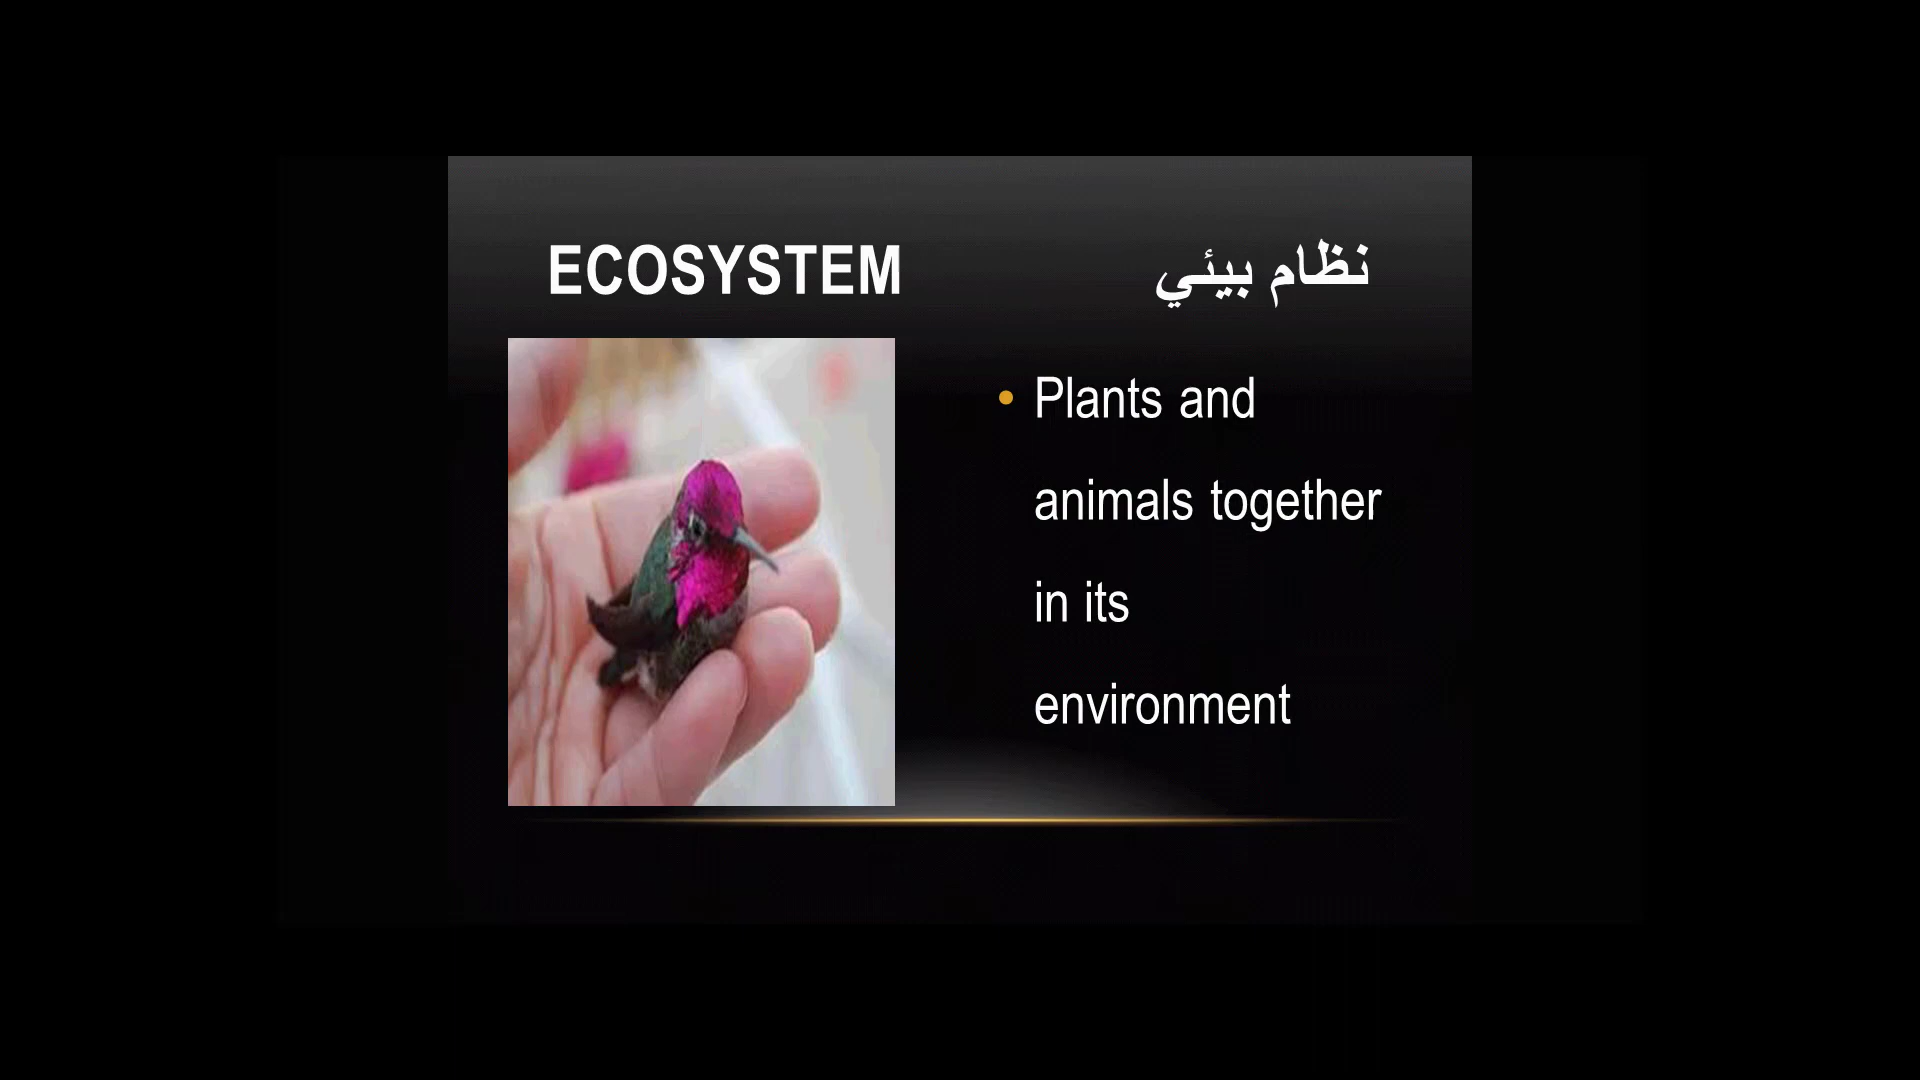 ECOSYSTEM نظام بيئي
• Plants and
animals together
in its
environment